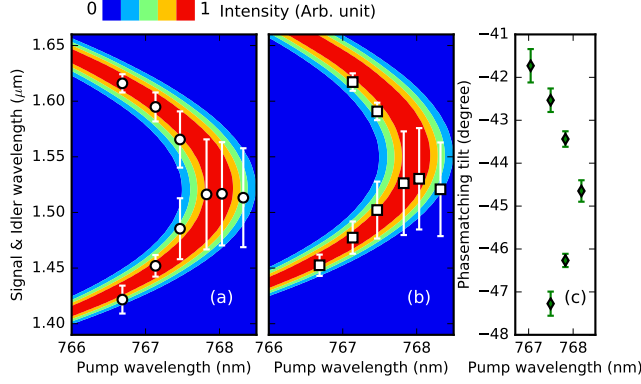 0 1 Intensity (Arb. unit)
Signal & Idler wavelength (μm)
1.65
1.60
1.55
1.50
1.45
1.40
(a)
766 767 768
Pump wavelength (nm)
(b)
767 768
Pump wavelength (nm)
Phasematching tilt (degree)
−41
−42
−43
−44
−45
−46
−47
−48
(c)
767 768
Pump wavelength (nm)